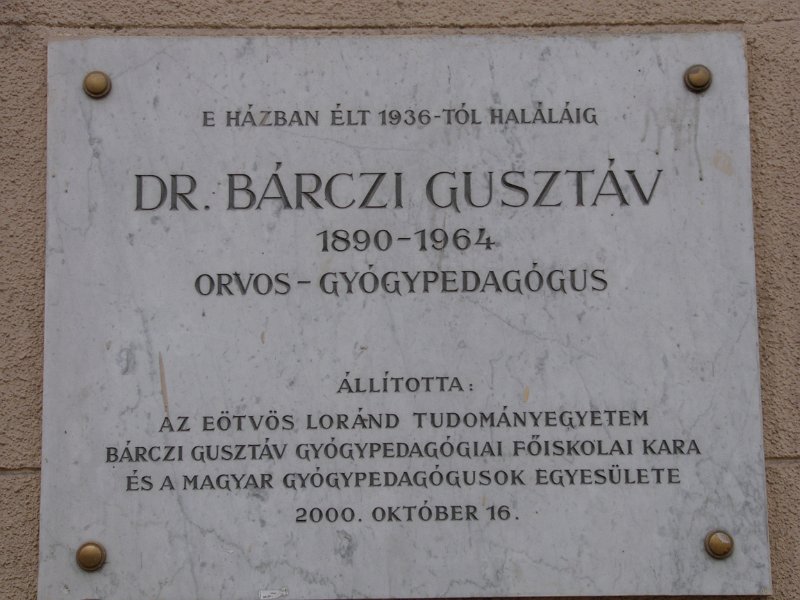 E HÁZBAN ÉLT 1936-TÓL HALÁLÁIG
DR. BÁRCZI GUSZTÁV
1890-1964
ORVOS-GYÓGYPEDAGÓGUS
ÁLLÍTOTTA:
AZ EÖTVÖS LORÁND TUDOMÁNYEGYETEM
BÁRCZI GUSZTÁV GYÓGYPEDAGÓGIAI FŐISKOLAI KARA
ÉS A MAGYAR GYÓGYPEDAGÓGUSOK EGYESÜLETE
2000. OKTÓBER 16.